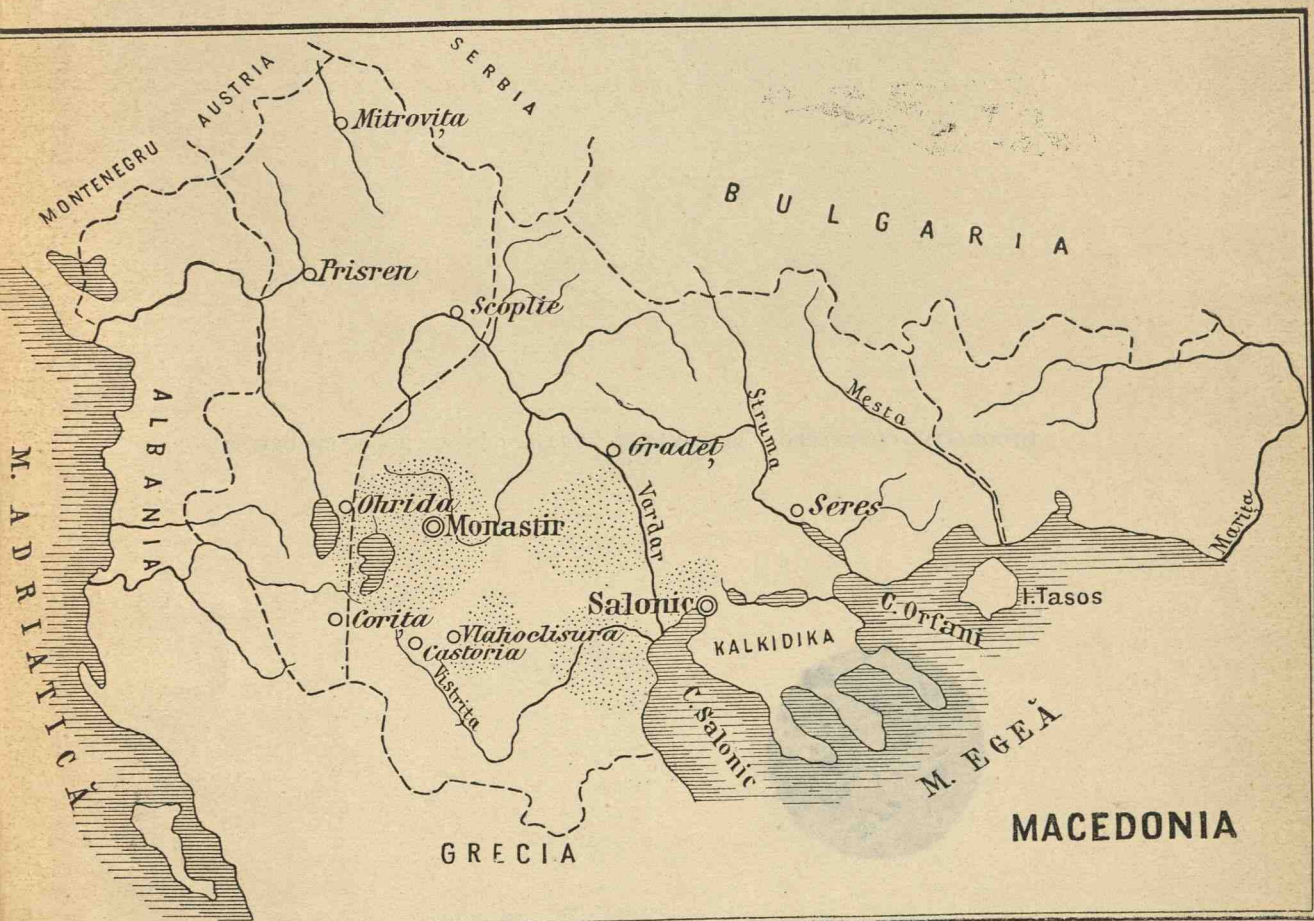 SERBIA
AUSTRIA
MONTENEGRU
Mitrovița
BULGARIA
Prisren
Scoplie
ALBANIA
Struma
Mesta
Gradeț
M. ADRIATICĂ
Ohrida
Monastir
Vardar
Seres
Marița
Salonic
I. Tasos
C. Orfani
Corița
Vlahoclisura
Castoria
KALKIDIKA
Vistrița
C. Salonic
M. EGEĂ
MACEDONIA
GRECIA